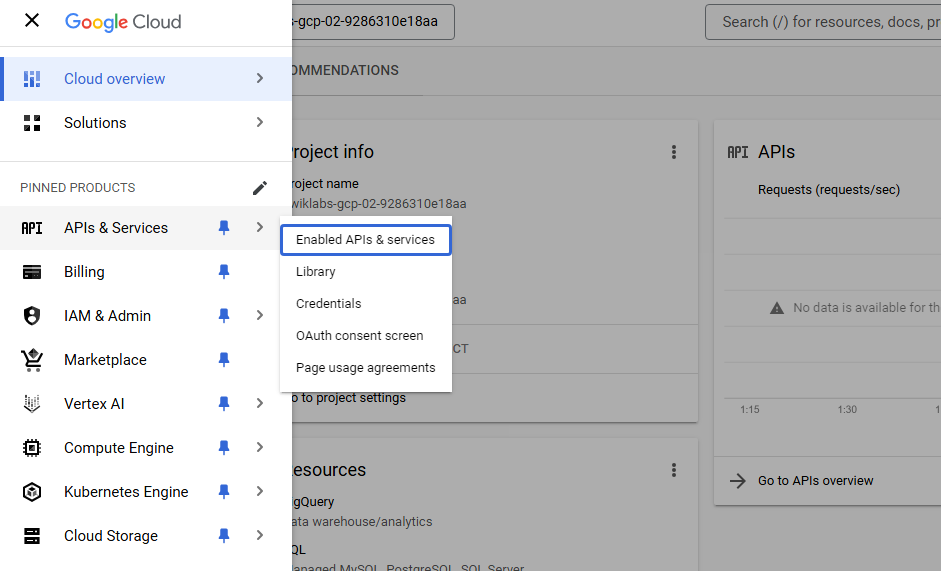 Google Cloud
s-gcp-02-9286310e18aa
Search (/) for resources, docs, pr
Cloud overview
OMMENDATIONS
Solutions
PINNED PRODUCTS
API APIs & Services
Billing
IAM & Admin
Marketplace
Vertex AI
Compute Engine
Kubernetes Engine
Cloud Storage
Enabled APIs & services
Library
Credentials
OAuth consent screen
Page usage agreements
roject info
roject name
wiklabs-gcp-02-9286310e18aa
aa
CT
o to project settings
esources
gQuery
ata warehouse/analytics
QL
anaged MySQL, PostgreSQL, SQL Server
API APIs
Requests (requests/sec)
No data is available for th
1:15 1:30 1
Go to APIs overview